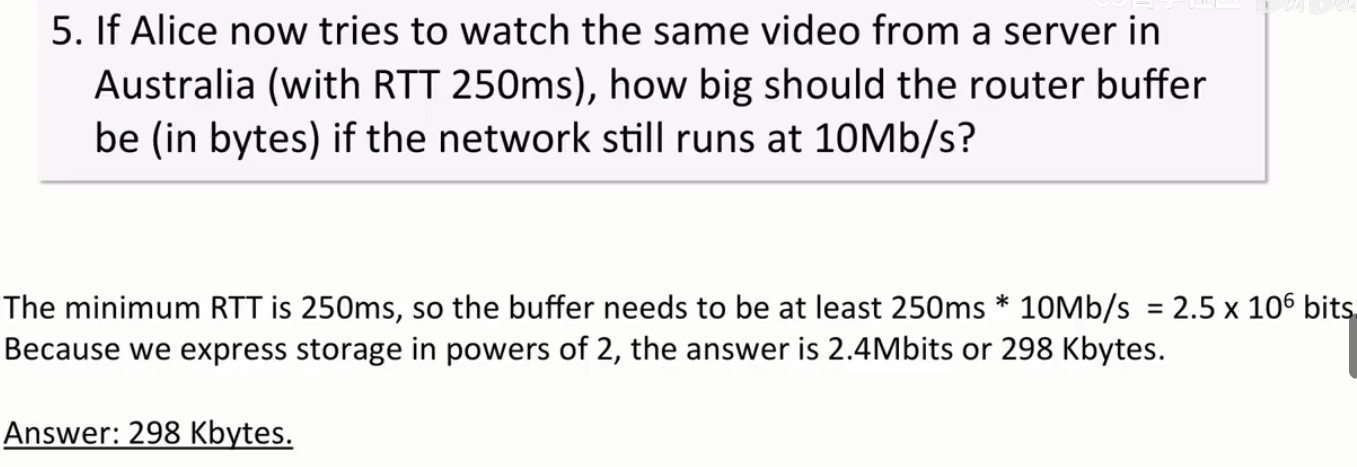 5. If Alice now tries to watch the same video from a server in
Australia (with RTT 250ms), how big should the router buffer
be (in bytes) if the network still runs at 10Mb/s?
The minimum RTT is 250ms, so the buffer needs to be at least 250ms * 10Mb/s = 2.5 x 10⁶ bits.
Because we express storage in powers of 2, the answer is 2.4Mbits or 298 Kbytes.
Answer: 298 Kbytes.